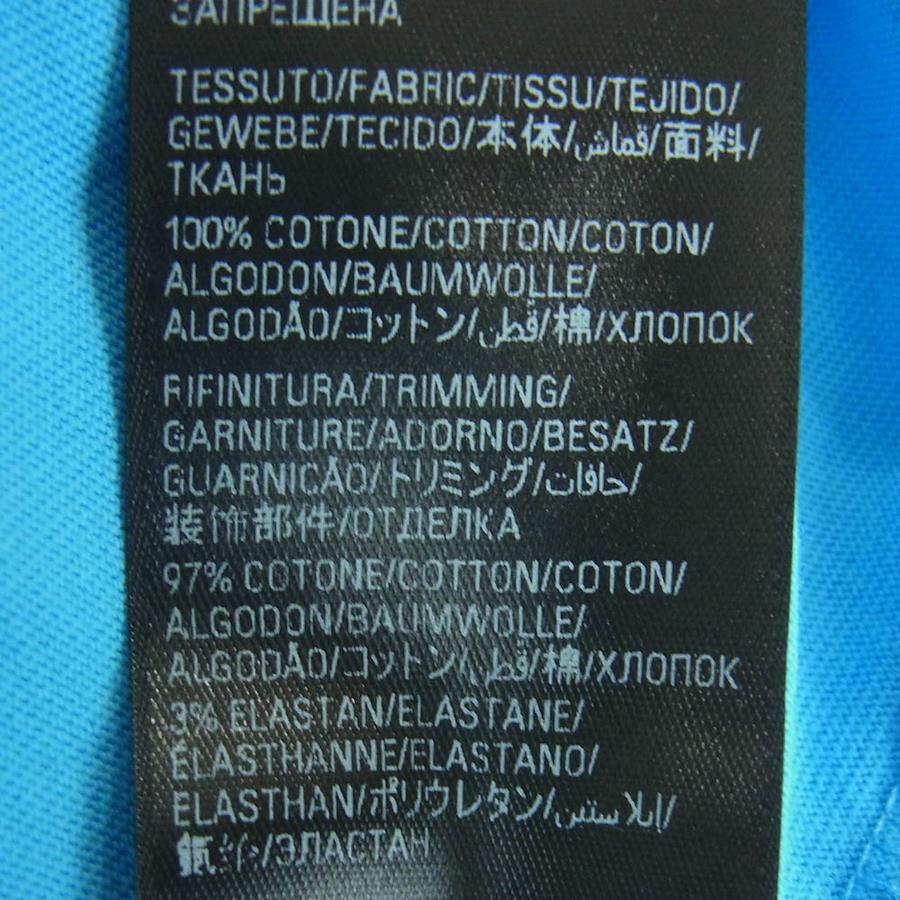 ЗАПРЕЩЕНА
TESSUTO/FABRIC/TISSU/TEJIDO/
GEWEBE/TECIDO/本体/قماش/面料/
ТКАНЬ
100% COTONE/COTTON/COTON/
ALGODON/BAUMWOLLE/
ALGODÃO/コットン/قطن/棉/ХЛОПОК
RIFINITURA/TRIMMING/
GARNITURE/ADORNO/BESATZ/
GUARNIÇÃO/トリミング/حافات/
装饰部件/ОТДЕЛКА
97% COTONE/COTTON/COTON/
ALGODON/BAUMWOLLE/
ALGODÃO/コットン/قطن/棉/ХЛОПОК
3% ELASTAN/ELASTANE/
ELASTHANNE/ELASTANO/
ELASTHAN/ポリウレタン/إيلاستين/
氨纶/ЭЛАСТАН